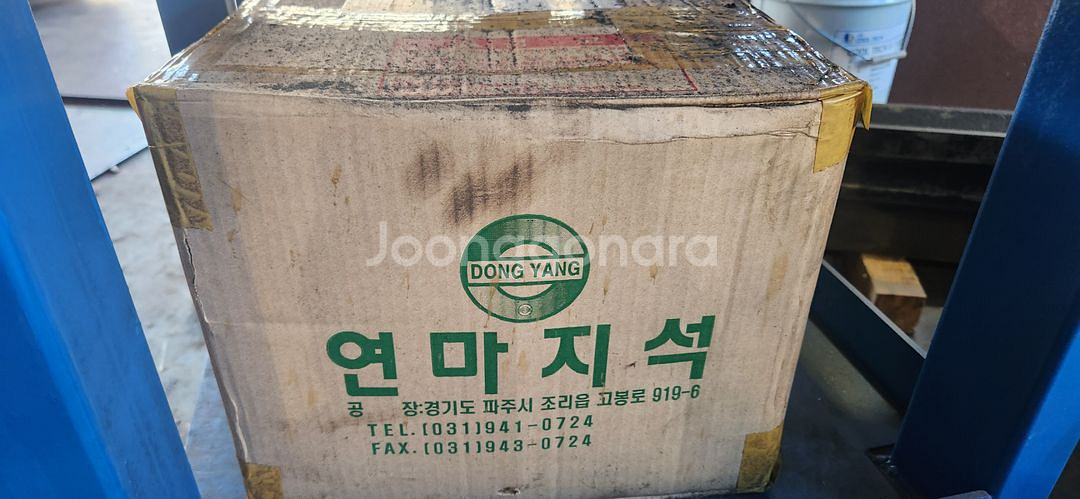 Joonggonara
DONG YANG
연마지석
공 장:경기도 파주시 조리읍 고봉로 919-6
TEL.(031)941-0724
FAX.(031)943-0724